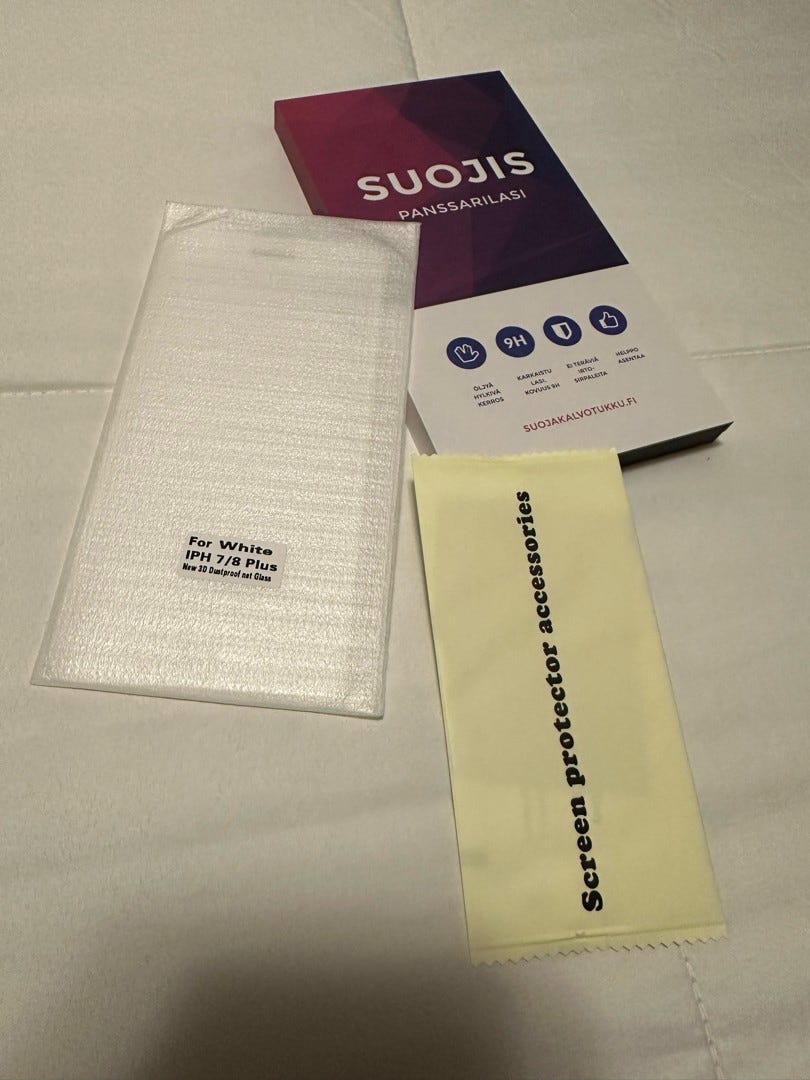 SUOJIS
PANSSARILASI
9H
ÖLJYÄ
HYLKIVÄ
KERROS
KARKAISTU
LASI,
KOVUUS 9H
EI TERÄVIÄ
IRTO-
SIRPALEITA
HELPPO
ASENTAA
SUOJAKALVOTUKKU.FI
For White
IPH 7/8 Plus
New 3D Dustproof net Glass
Screen protector accessories